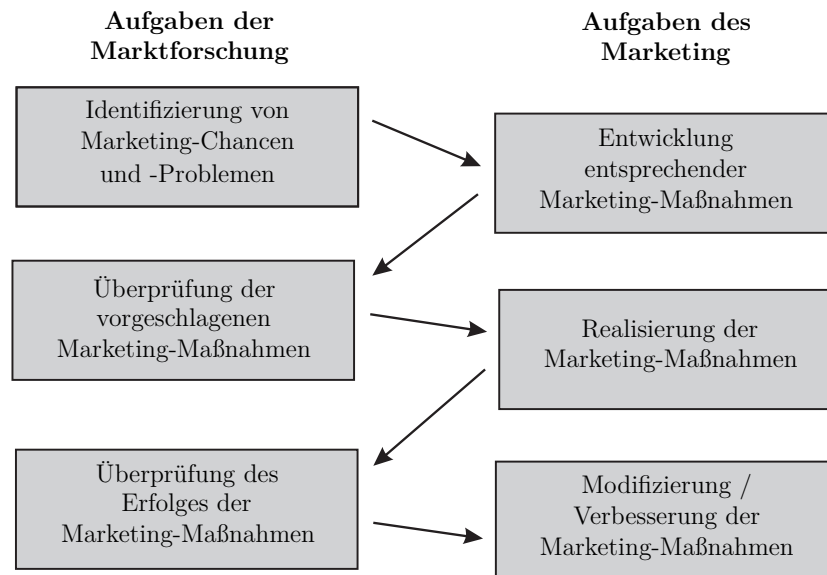 Aufgaben der
Marktforschung
Aufgaben des
Marketing
Identifizierung von
Marketing-Chancen
und -Problemen
Entwicklung
entsprechender
Marketing-Maßnahmen
Überprüfung der
vorgeschlagenen
Marketing-Maßnahmen
Realisierung der
Marketing-Maßnahmen
Überprüfung des
Erfolges der
Marketing-Maßnahmen
Modifizierung /
Verbesserung der
Marketing-Maßnahmen